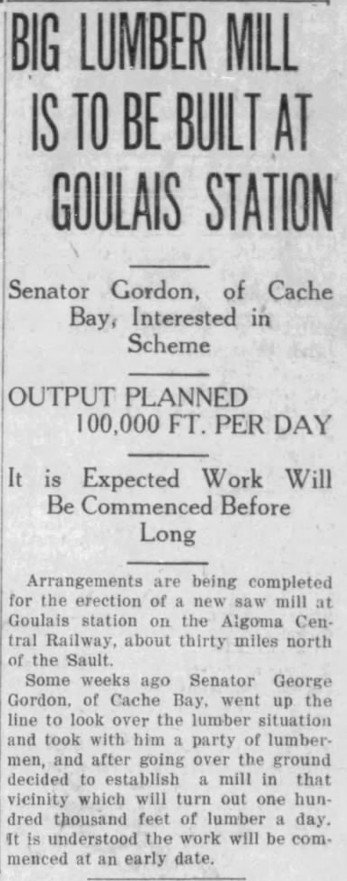 BIG LUMBER MILL
IS TO BE BUILT AT
GOULAIS STATION
Senator Gordon, of Cache
Bay, Interested in
Scheme
OUTPUT PLANNED
100,000 FT. PER DAY
It is Expected Work Will
Be Commenced Before
Long
Arrangements are being completed
for the erection of a new saw mill at
Goulais station on the Algoma Cen-
tral Railway, about thirty miles north
of the Sault.
Some weeks ago Senator George
Gordon, of Cache Bay, went up the
line to look over the lumber situation
and took with him a party of lumber-
men, and after going over the ground
decided to establish a mill in that
vicinity which will turn out one hun-
dred thousand feet of lumber a day.
It is understood the work will be com-
menced at an early date.